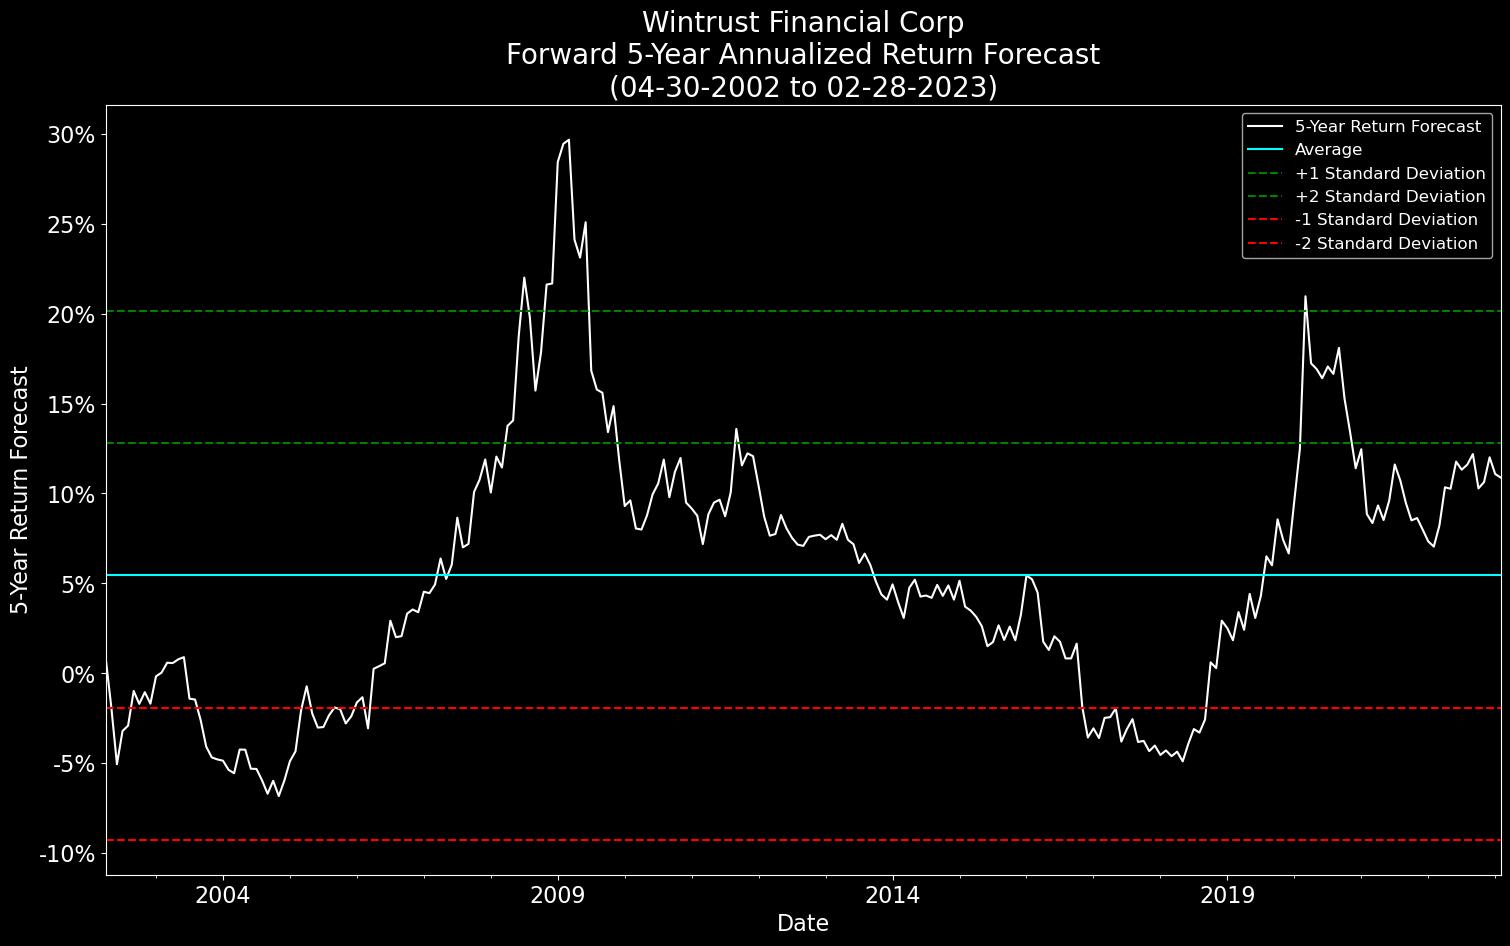 Wintrust Financial Corp
Forward 5-Year Annualized Return Forecast
(04-30-2002 to 02-28-2023)
5-Year Return Forecast
30%
25%
20%
15%
10%
5%
0%
-5%
-10%
5-Year Return Forecast
Average
+1 Standard Deviation
+2 Standard Deviation
-1 Standard Deviation
-2 Standard Deviation
2004 2009 2014 2019
Date